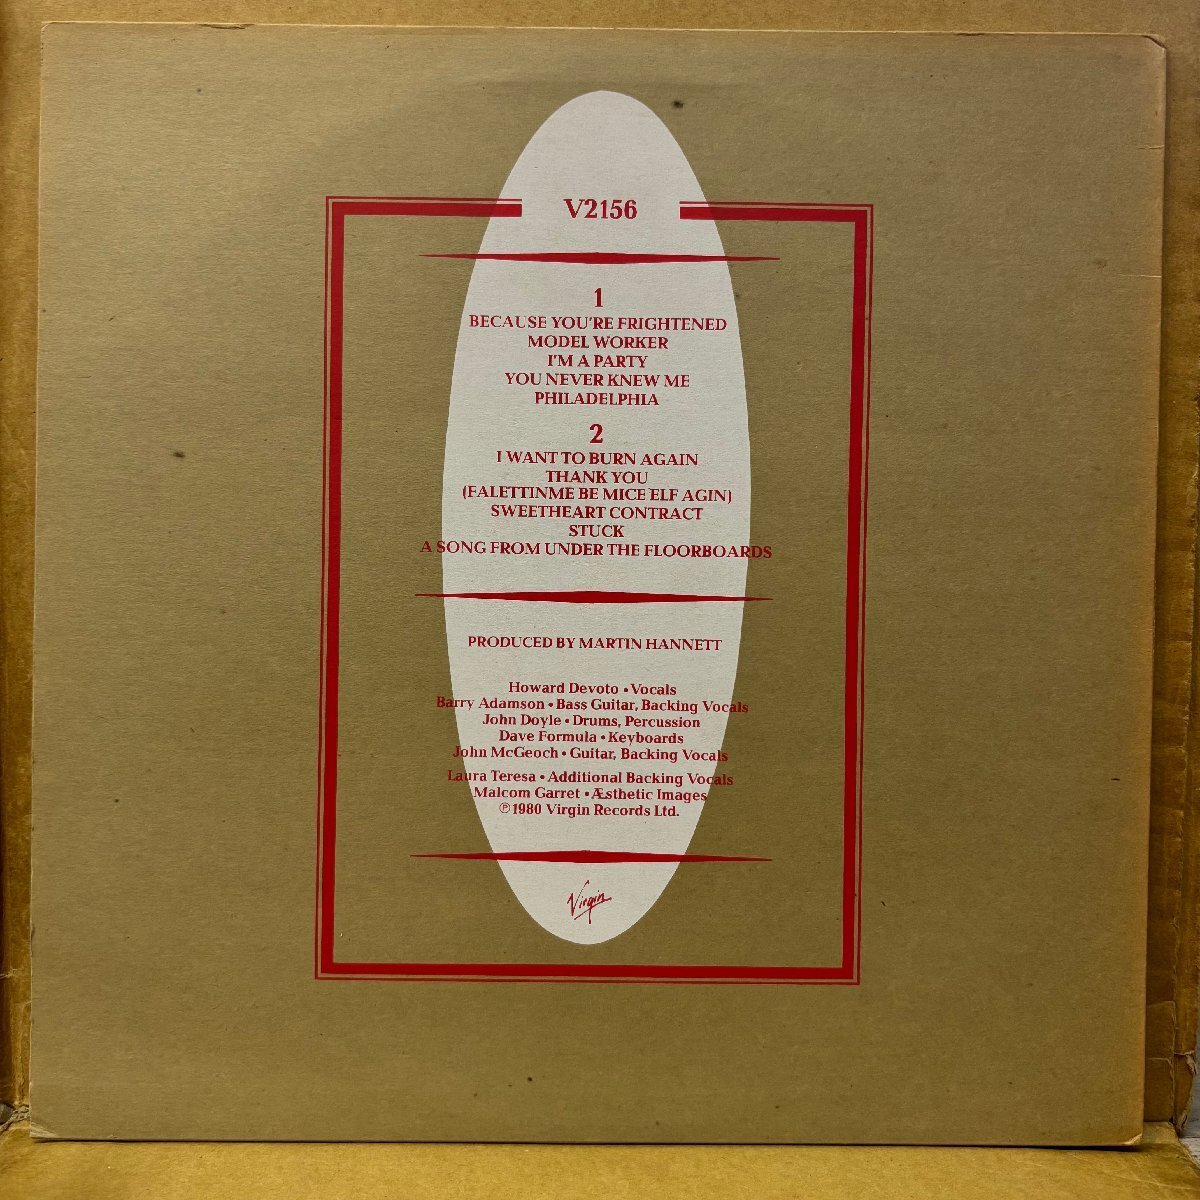 V2156
1
BECAUSE YOU'RE FRIGHTENED
MODEL WORKER
I'M A PARTY
YOU NEVER KNEW ME
PHILADELPHIA
2
I WANT TO BURN AGAIN
THANK YOU
(FALETTINME BE MICE ELF AGIN)
SWEETHEART CONTRACT
STUCK
A SONG FROM UNDER THE FLOORBOARDS
PRODUCED BY MARTIN HANNETT
Howard Devoto • Vocals
Barry Adamson • Bass Guitar, Backing Vocals
John Doyle • Drums, Percussion
Dave Formula • Keyboards
John McGeoch • Guitar, Backing Vocals
Laura Teresa • Additional Backing Vocals
Malcom Garret • Æsthetic Images
℗1980 Virgin Records Ltd.
Virgin